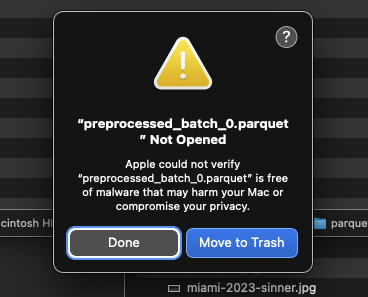 ?
“preprocessed_batch_0.parquet
” Not Opened
Apple could not verify
“preprocessed_batch_0.parquet” is free
of malware that may harm your Mac or
compromise your privacy.
cintosh H
parque
Done
Move to Trash
miami-2023-sinner.jpg